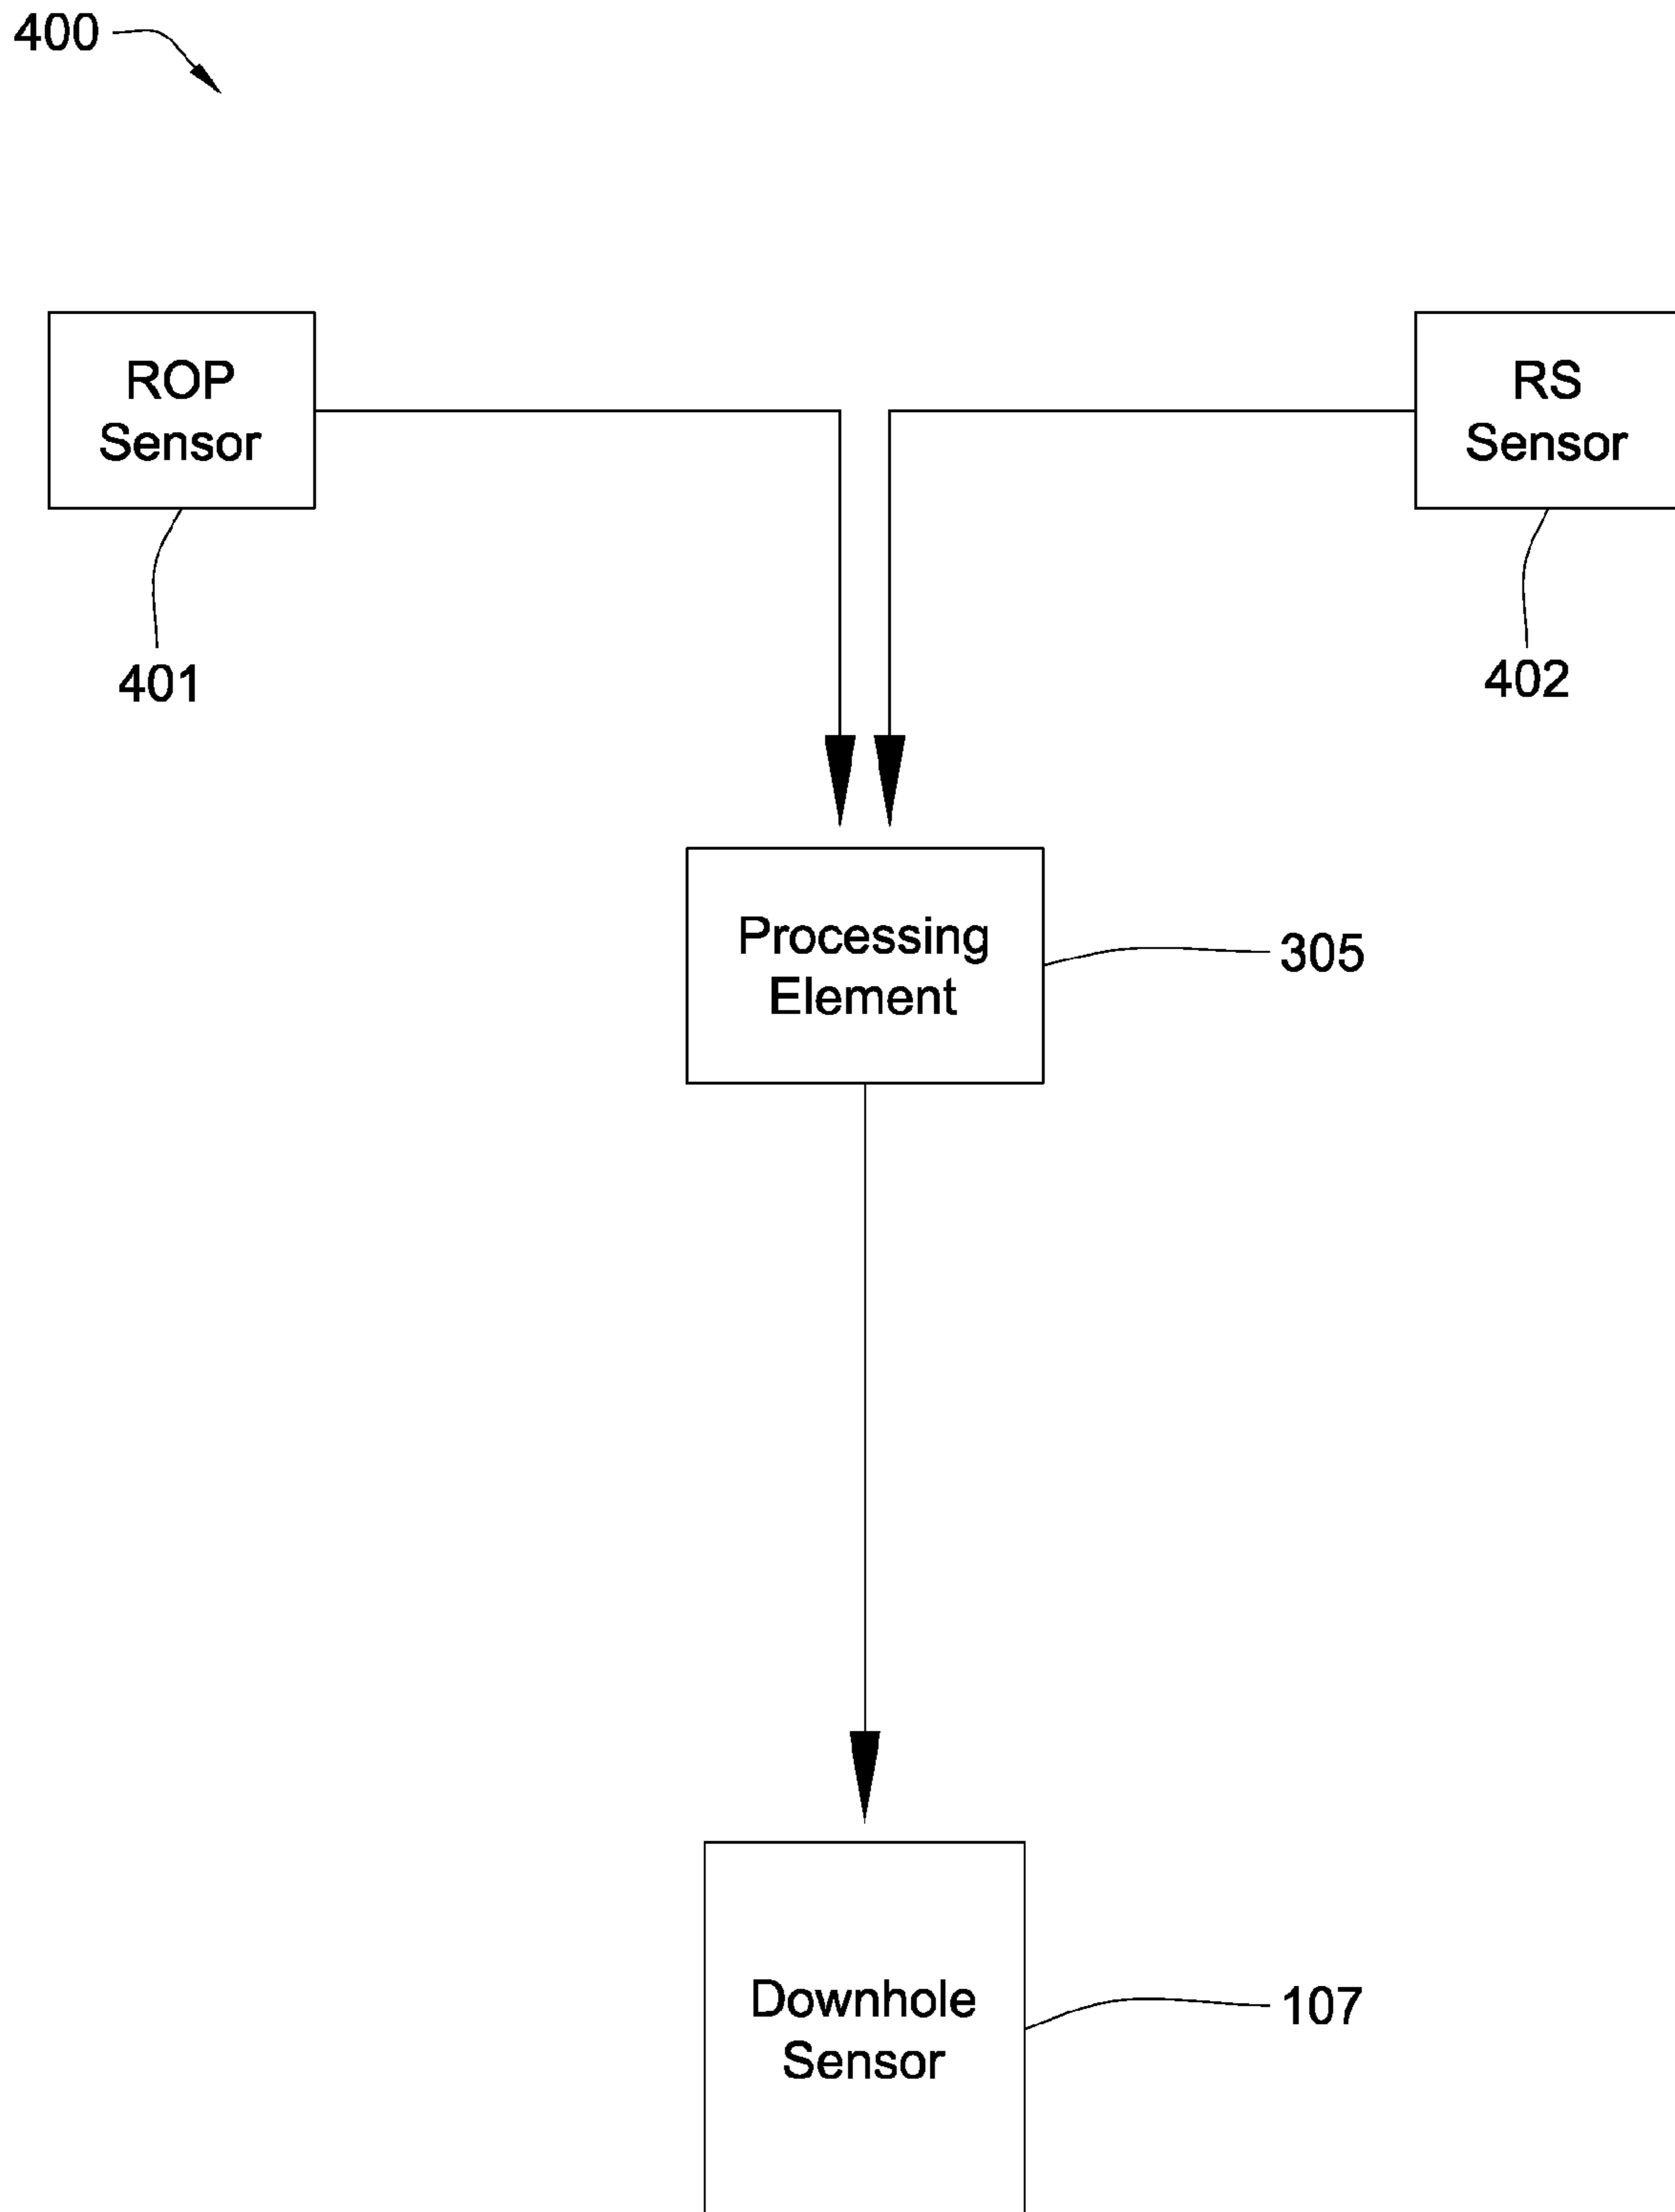 400
ROP
Sensor
RS
Sensor
401
402
Processing
Element
305
Downhole
Sensor
107